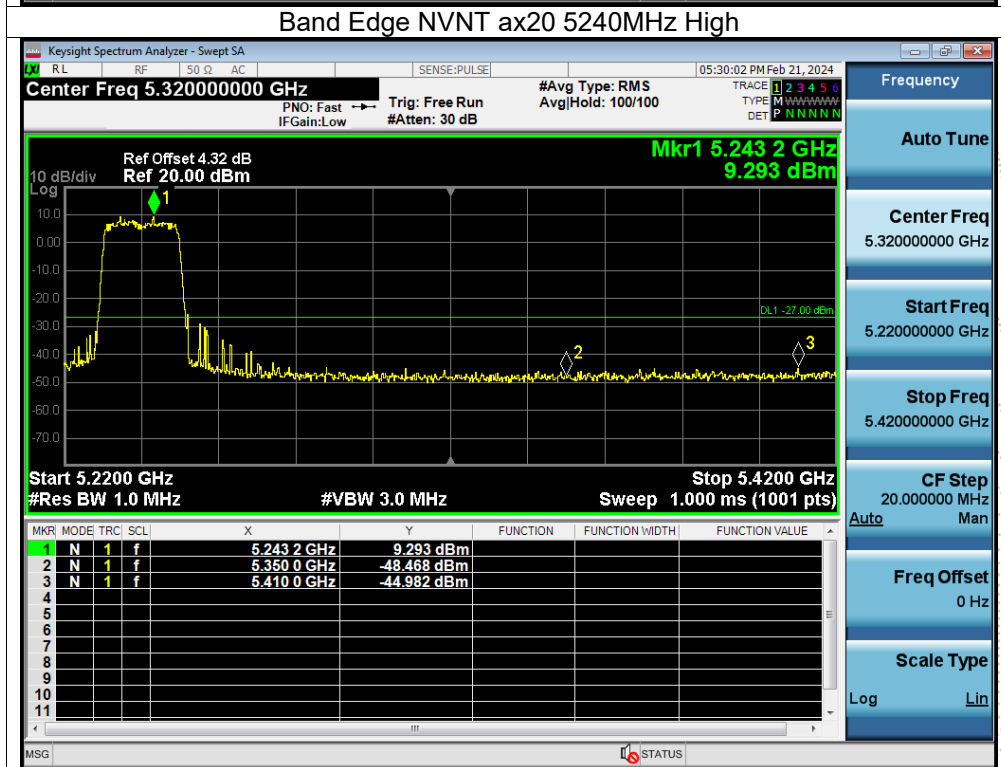 Band Edge NVNT ax20 5240MHz High
Keysight Spectrum Analyzer - Swept SA
LXI RL RF 50 Ω AC SENSE:PULSE 05:30:02 PM Feb 21, 2024
Center Freq 5.320000000 GHz
PNO: Fast
IFGain:Low
Trig: Free Run
#Atten: 30 dB
#Avg Type: RMS
Avg|Hold: 100/100
TRACE 1 2 3 4 5 6
TYPE M WWWWW
DET P N N N N N
Ref Offset 4.32 dB
10 dB/div Ref 20.00 dBm
Log
Mkr1 5.243 2 GHz
9.293 dBm
1
10.0
0.00
-10.0
-20.0
DL1 -27.00 dBm
-30.0
-40.0
2
3
-50.0
-60.0
-70.0
Start 5.2200 GHz Stop 5.4200 GHz
#Res BW 1.0 MHz #VBW 3.0 MHz Sweep 1.000 ms (1001 pts)
MKR MODE TRC SCL X Y FUNCTION FUNCTION WIDTH FUNCTION VALUE
1 N 1 f 5.243 2 GHz 9.293 dBm
2 N 1 f 5.350 0 GHz -48.468 dBm
3 N 1 f 5.410 0 GHz -44.982 dBm
4
5
6
7
8
9
10
11
MSG STATUS
Frequency
Auto Tune
Center Freq
5.320000000 GHz
Start Freq
5.220000000 GHz
Stop Freq
5.420000000 GHz
CF Step
20.000000 MHz
Auto Man
Freq Offset
0 Hz
Scale Type
Log Lin